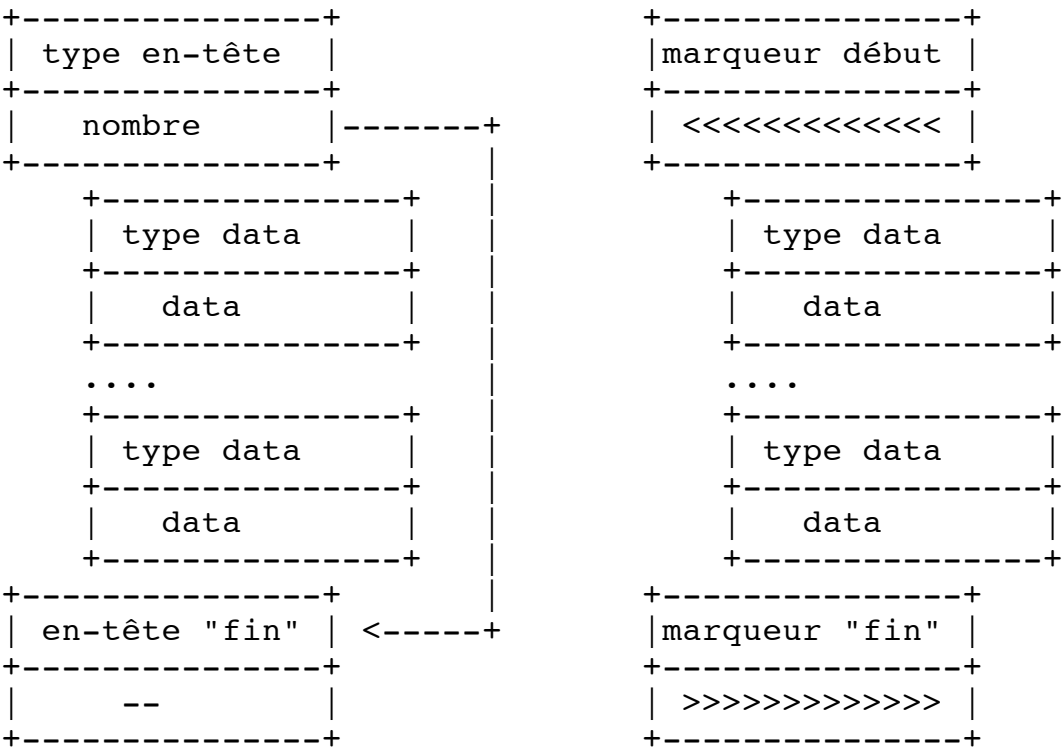 +---------------+               +---------------+
| type en-tête  |               |marqueur début |
+---------------+               +---------------+
|    nombre     |-------+       | <<<<<<<<<<<<< |
+---------------+       |       +---------------+
    +---------------+   |           +---------------+
    | type data     |   |           | type data     |
    +---------------+   |           +---------------+
    |   data        |   |           |   data        |
    +---------------+   |           +---------------+
    ....                |           ....
    +---------------+   |           +---------------+
    | type data     |   |           | type data     |
    +---------------+   |           +---------------+
    |   data        |   |           |   data        |
    +---------------+   |           +---------------+
+---------------+       |       +---------------+
| en-tête "fin" | <-----+       |marqueur "fin" |
+---------------+               +---------------+
|     --        |               | >>>>>>>>>>>>> |
+---------------+               +---------------+